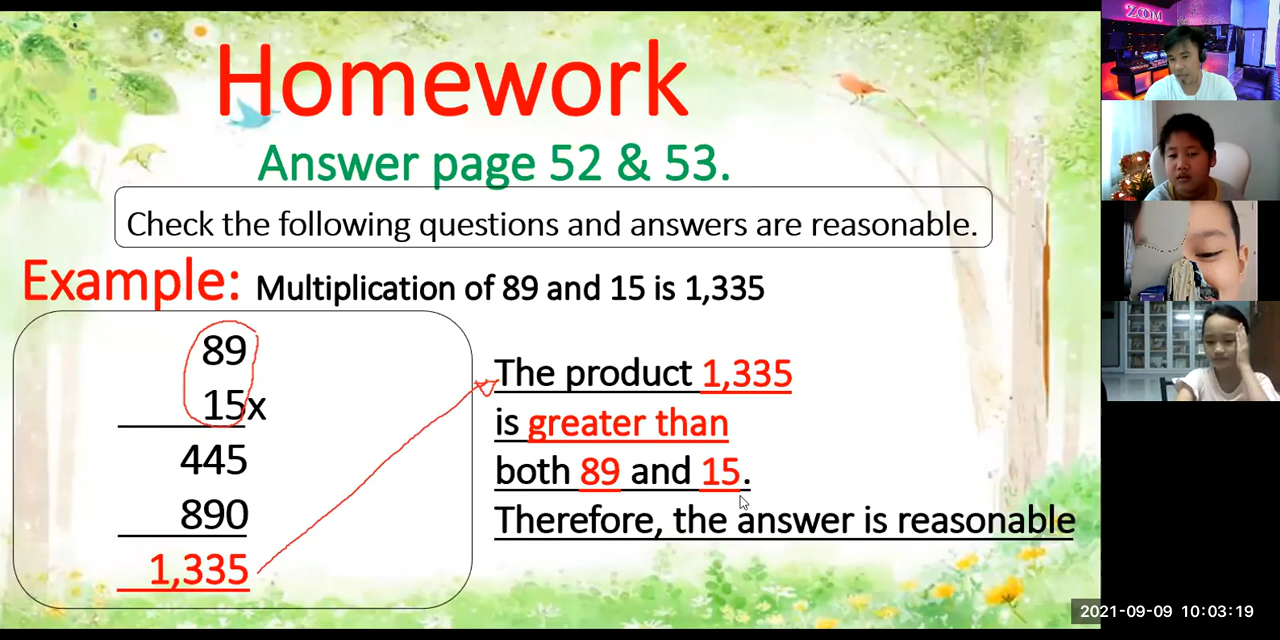 Homework
Answer page 52 & 53.
Check the following questions and answers are reasonable.
Example: Multiplication of 89 and 15 is 1,335
89
15x
445
890
1,335
The product 1,335
is greater than
both 89 and 15.
Therefore, the answer is reasonable
ZOOM
2021-09-09 10:03:19